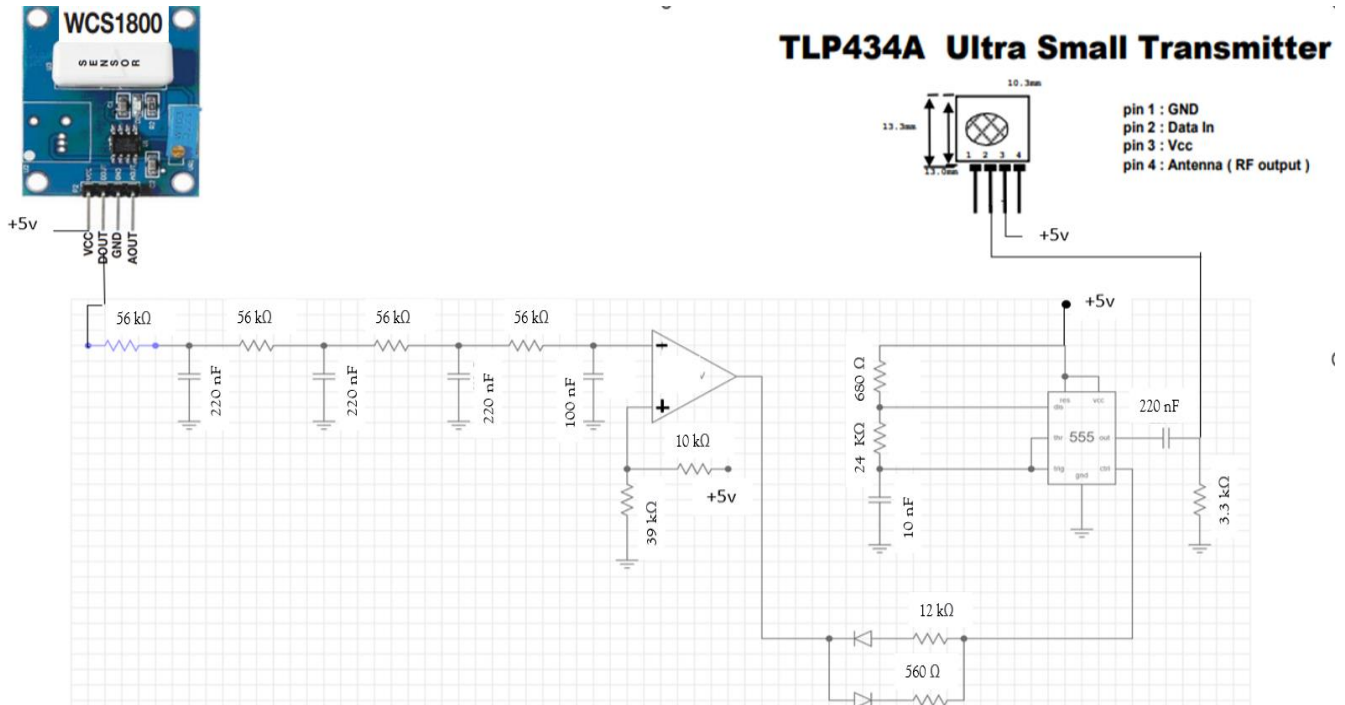 WCS1800
SENSOR
VCC
DOUT
GND
AOUT
+5v
VCC
DOUT
GND
AOUT
TLP434A Ultra Small Transmitter
10.3mm
13.3mm
13.0mm
1 2 3 4
pin 1 : GND
pin 2 : Data In
pin 3 : Vcc
pin 4 : Antenna ( RF output )
+5v
56 kΩ
56 kΩ
56 kΩ
56 kΩ
220 nF
220 nF
220 nF
100 nF
-
+
10 kΩ
+5v
39 kΩ
+5v
680 Ω
24 KΩ
10 nF
res vcc
dis
thr 555 out
trig ctrl
gnd
220 nF
3.3 kΩ
12 kΩ
560 Ω